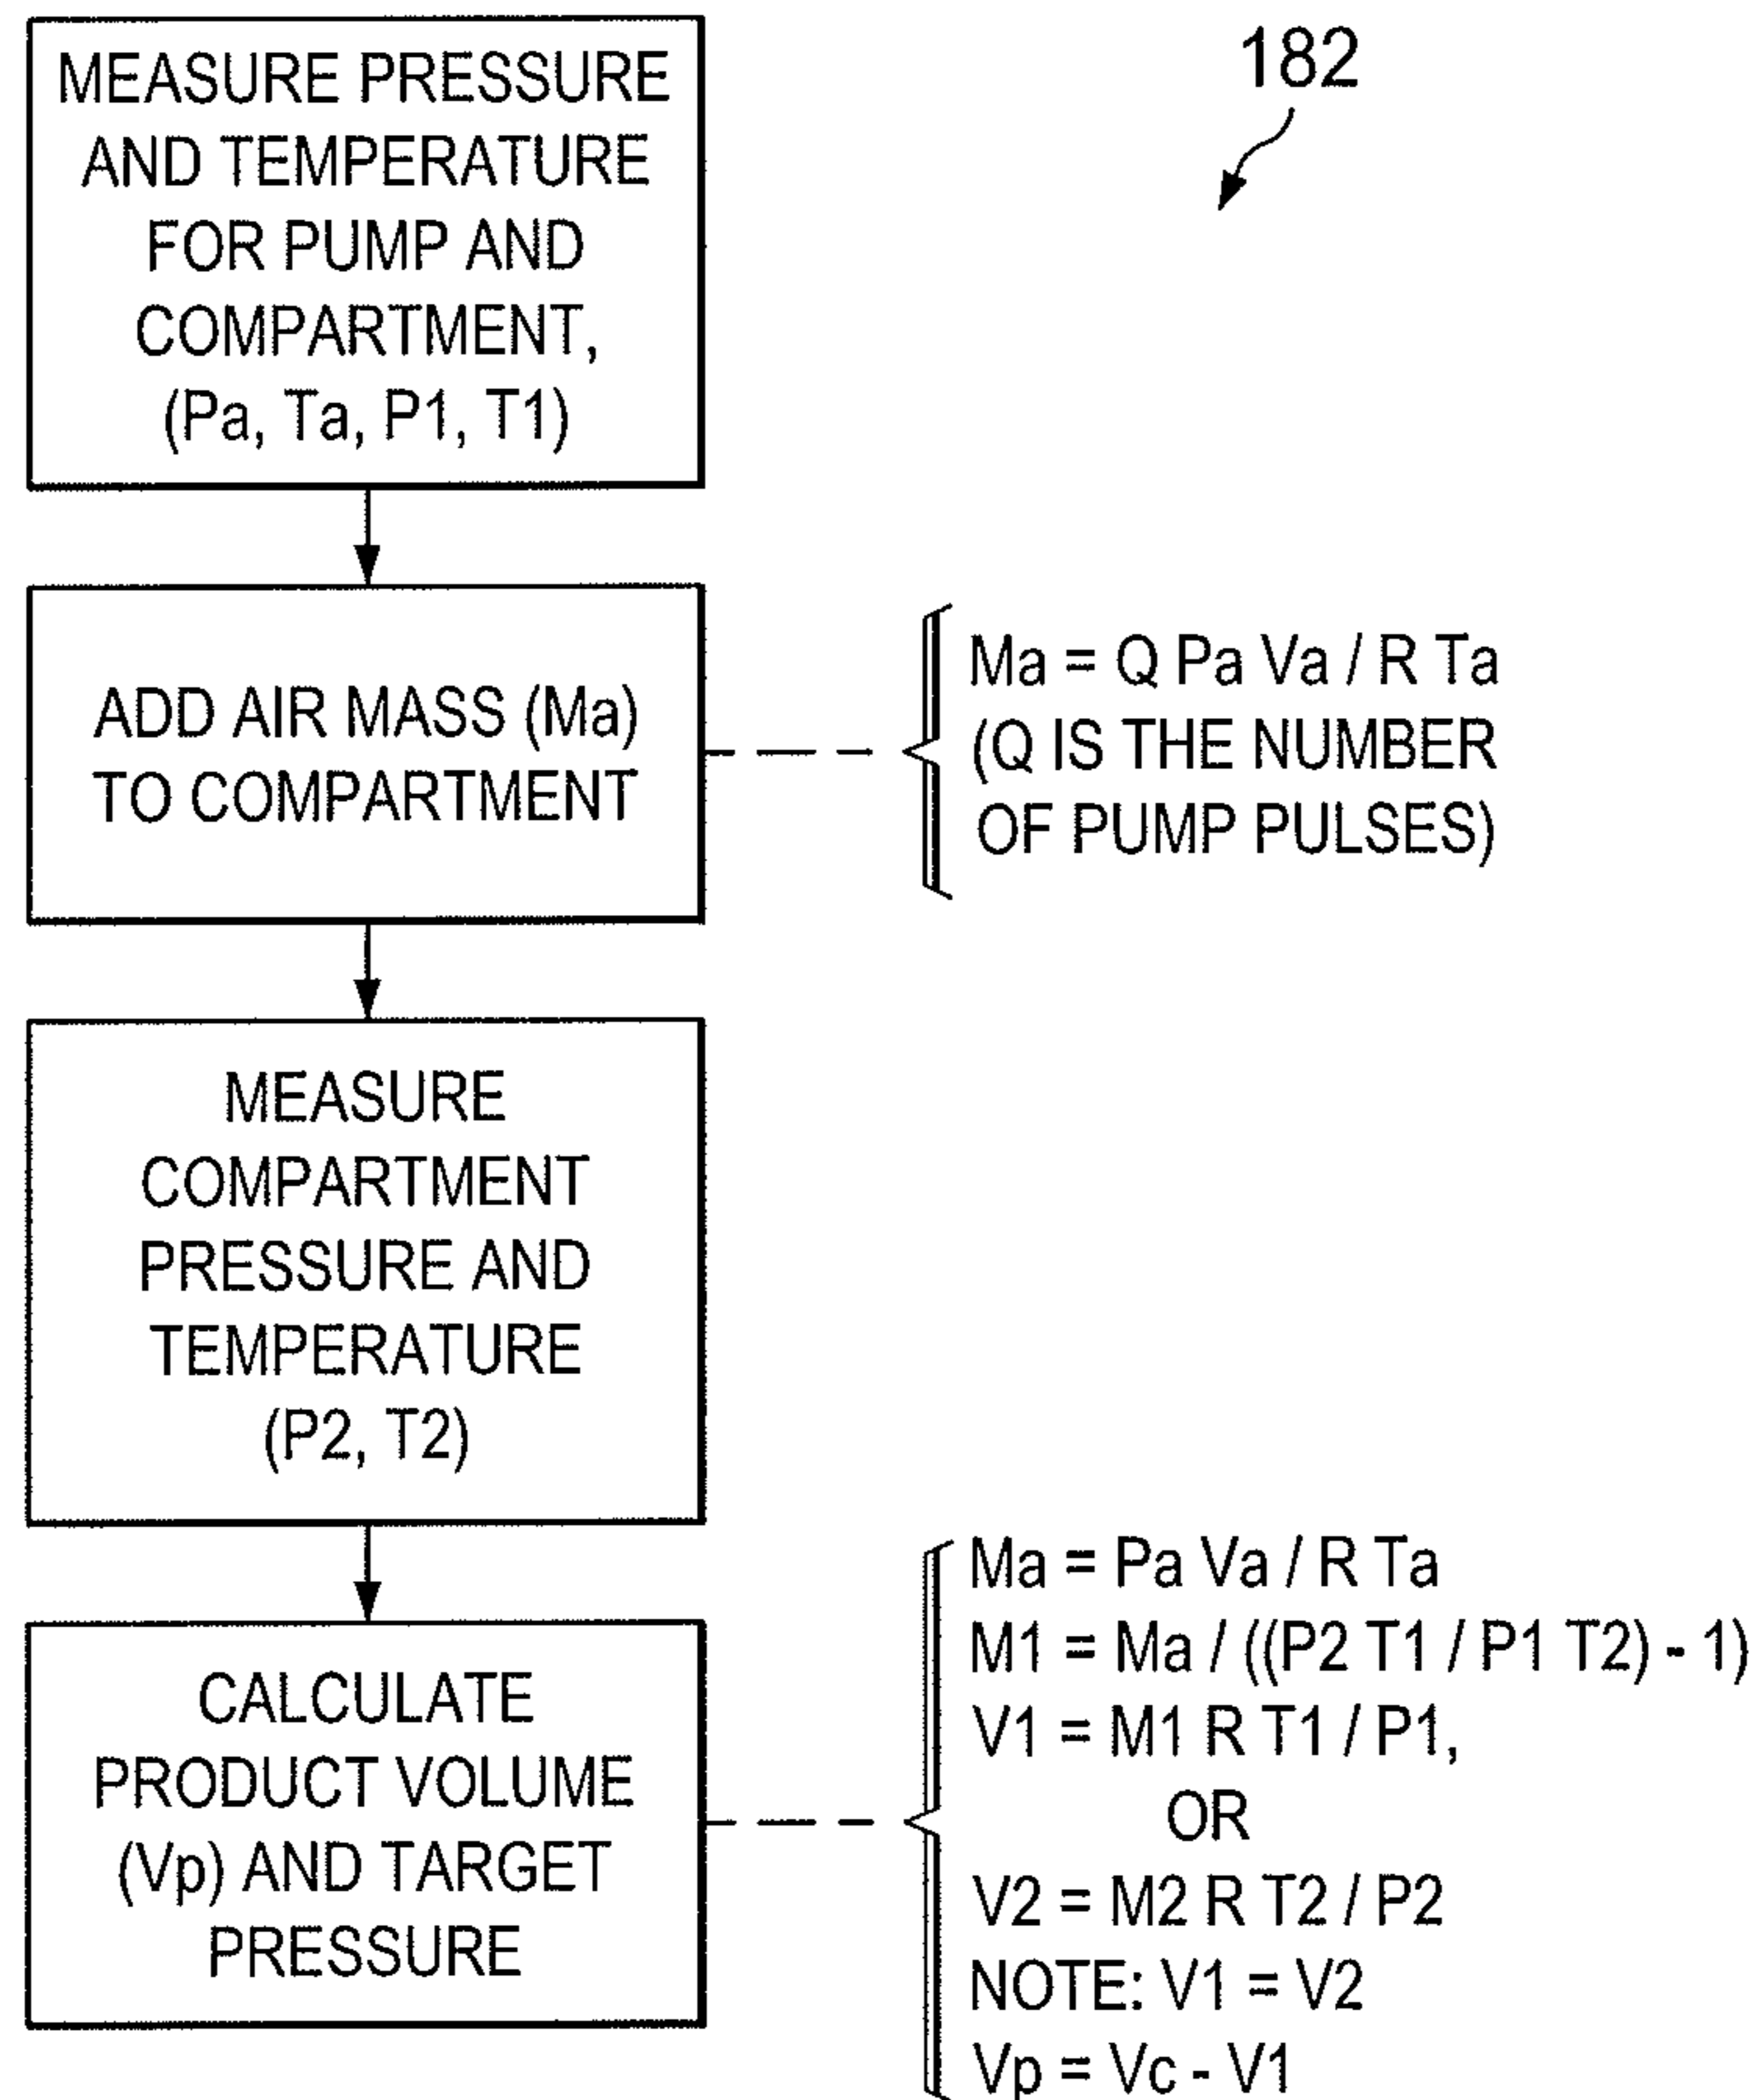 MEASURE PRESSURE
AND TEMPERATURE
FOR PUMP AND
COMPARTMENT,
(Pa, Ta, P1, T1)
182
ADD AIR MASS (Ma)
TO COMPARTMENT
Ma = Q Pa Va / R Ta
(Q IS THE NUMBER
OF PUMP PULSES)
MEASURE
COMPARTMENT
PRESSURE AND
TEMPERATURE
(P2, T2)
CALCULATE
PRODUCT VOLUME
(Vp) AND TARGET
PRESSURE
Ma = Pa Va / R Ta
M1 = Ma / ((P2 T1 / P1 T2) - 1)
V1 = M1 R T1 / P1,
OR
V2 = M2 R T2 / P2
NOTE: V1 = V2
Vp = Vc - V1